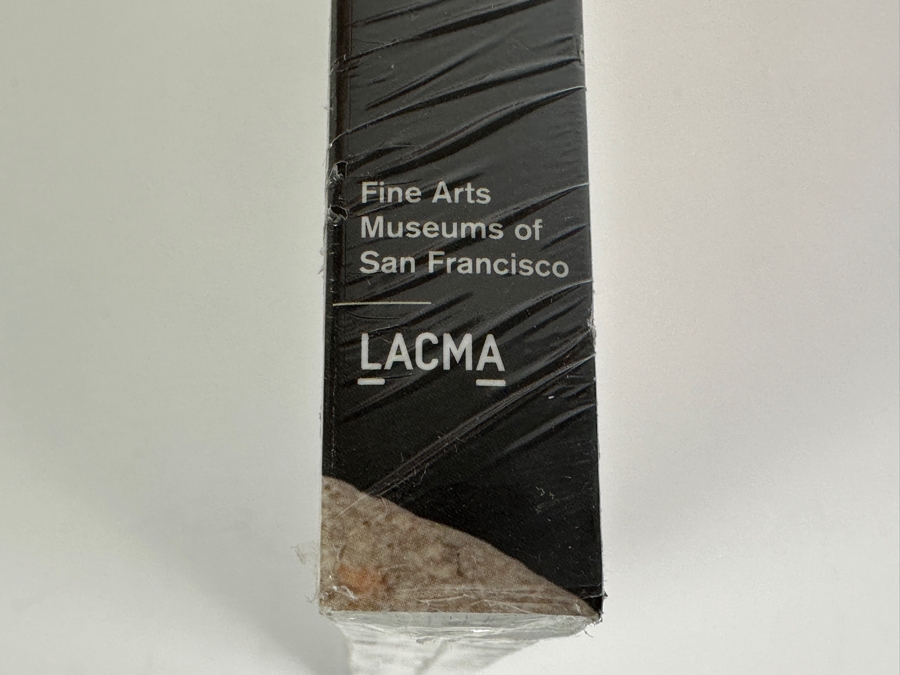 Fine Arts
Museums of
San Francisco
LACMA